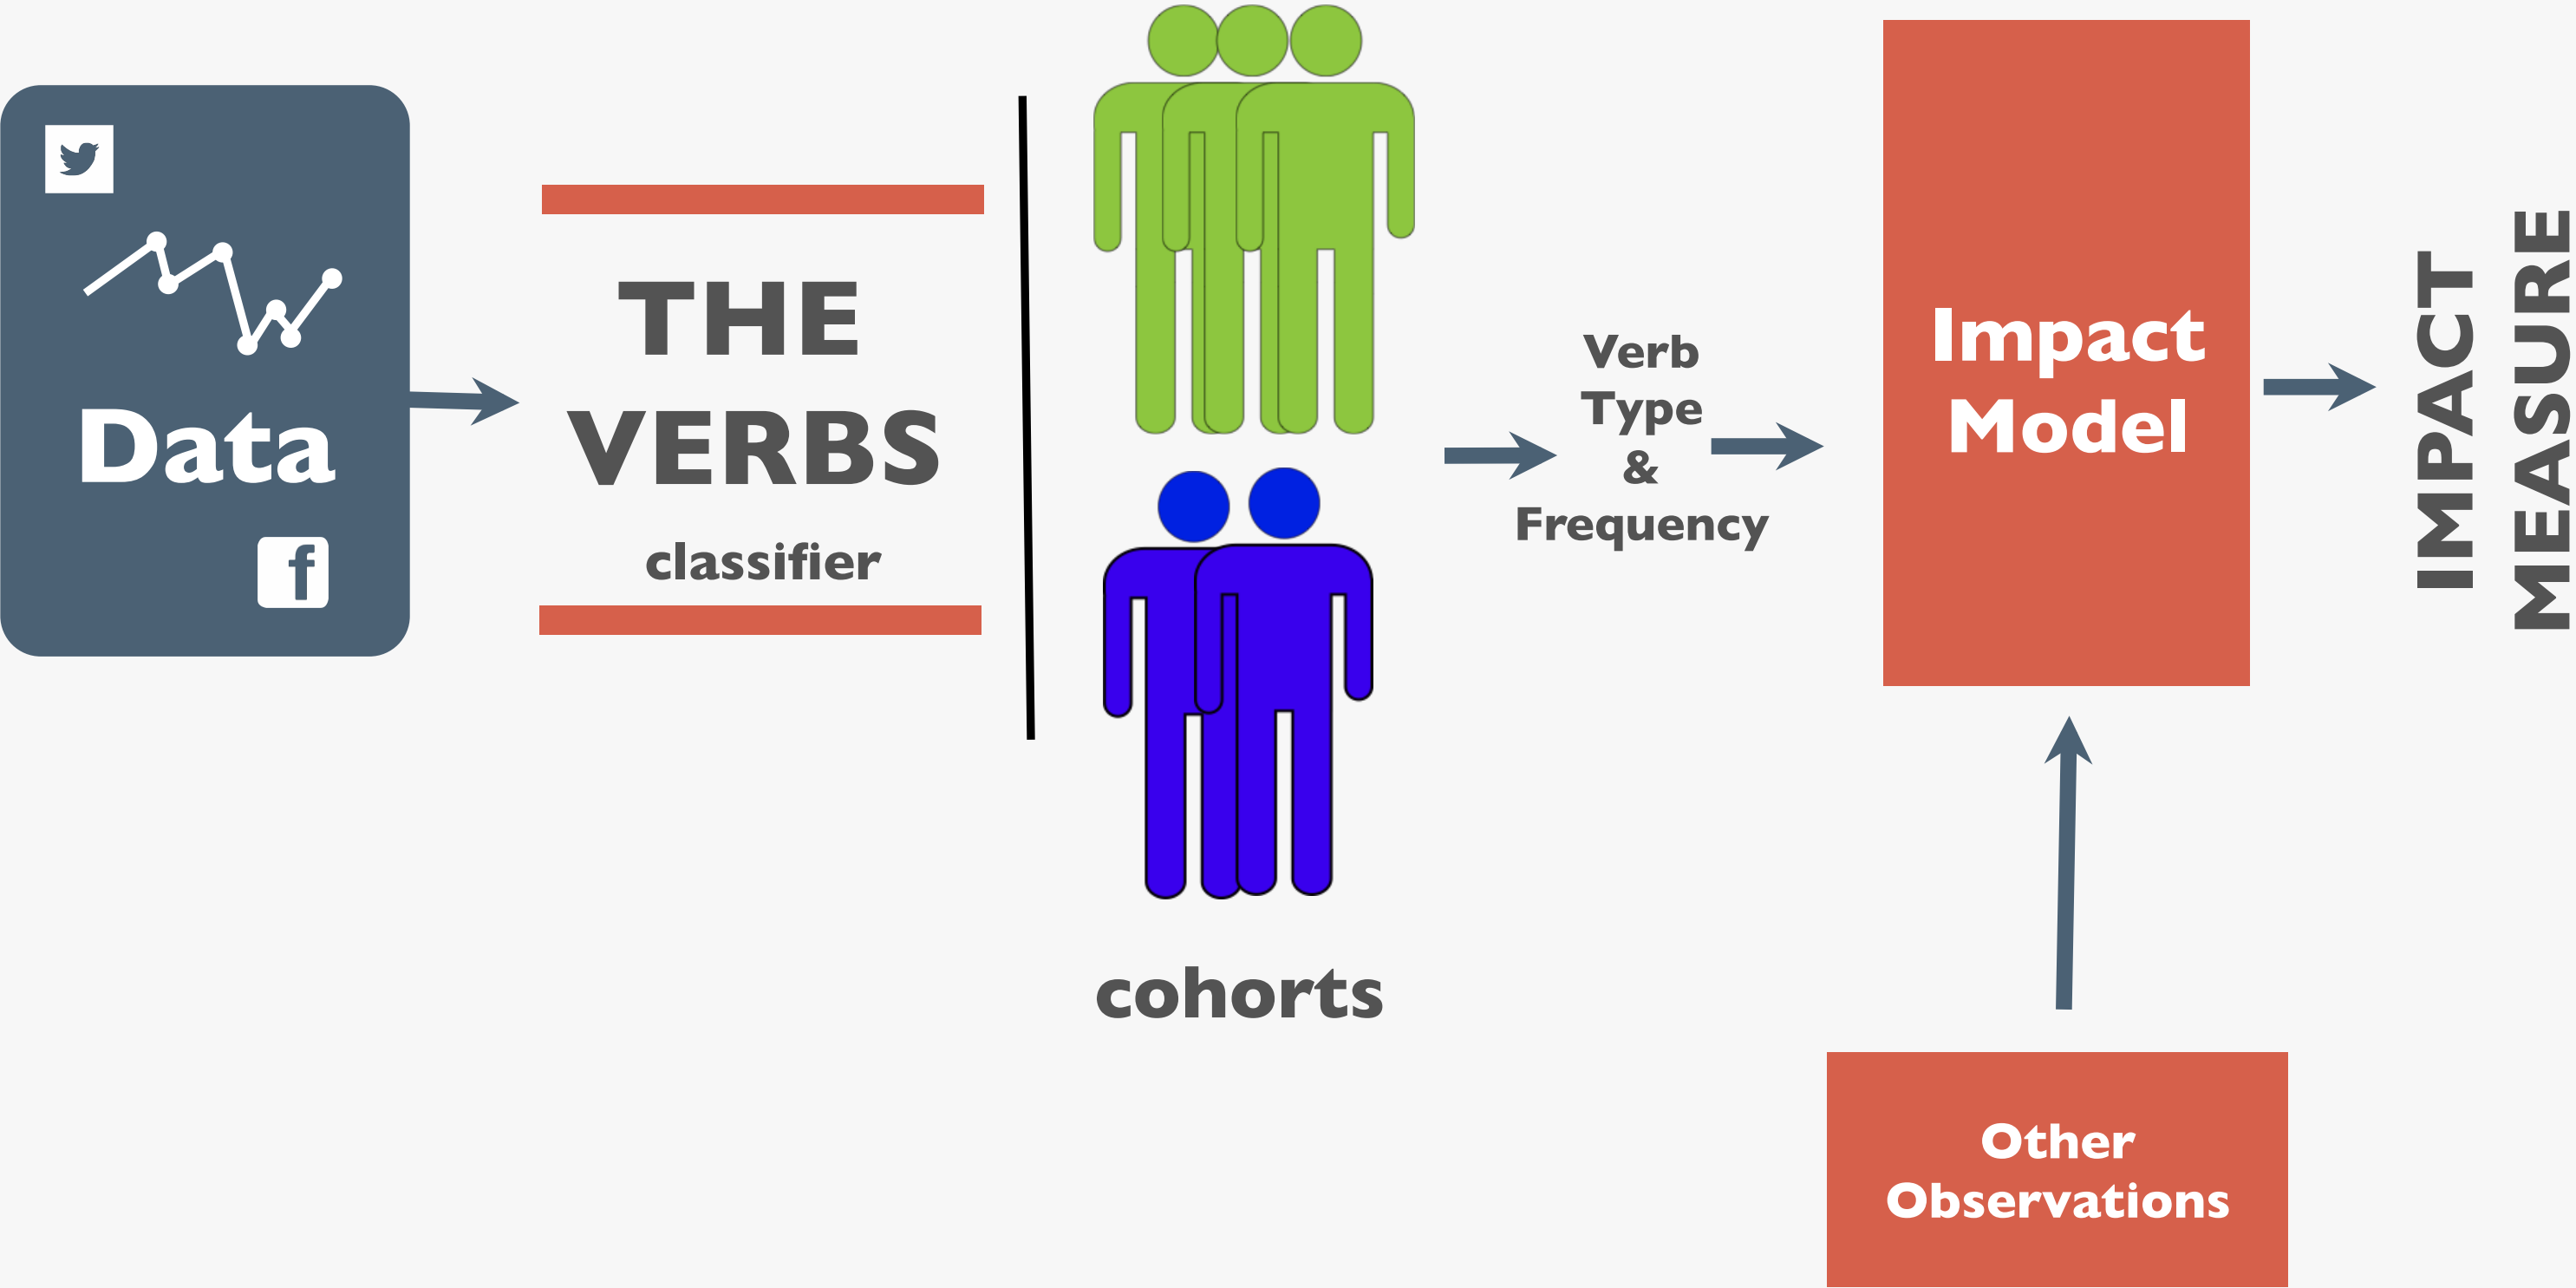 Data
f
THE
VERBS
classifier
cohorts
Verb
Type
&
Frequency
Impact
Model
IMPACT
MEASURE
Other
Observations